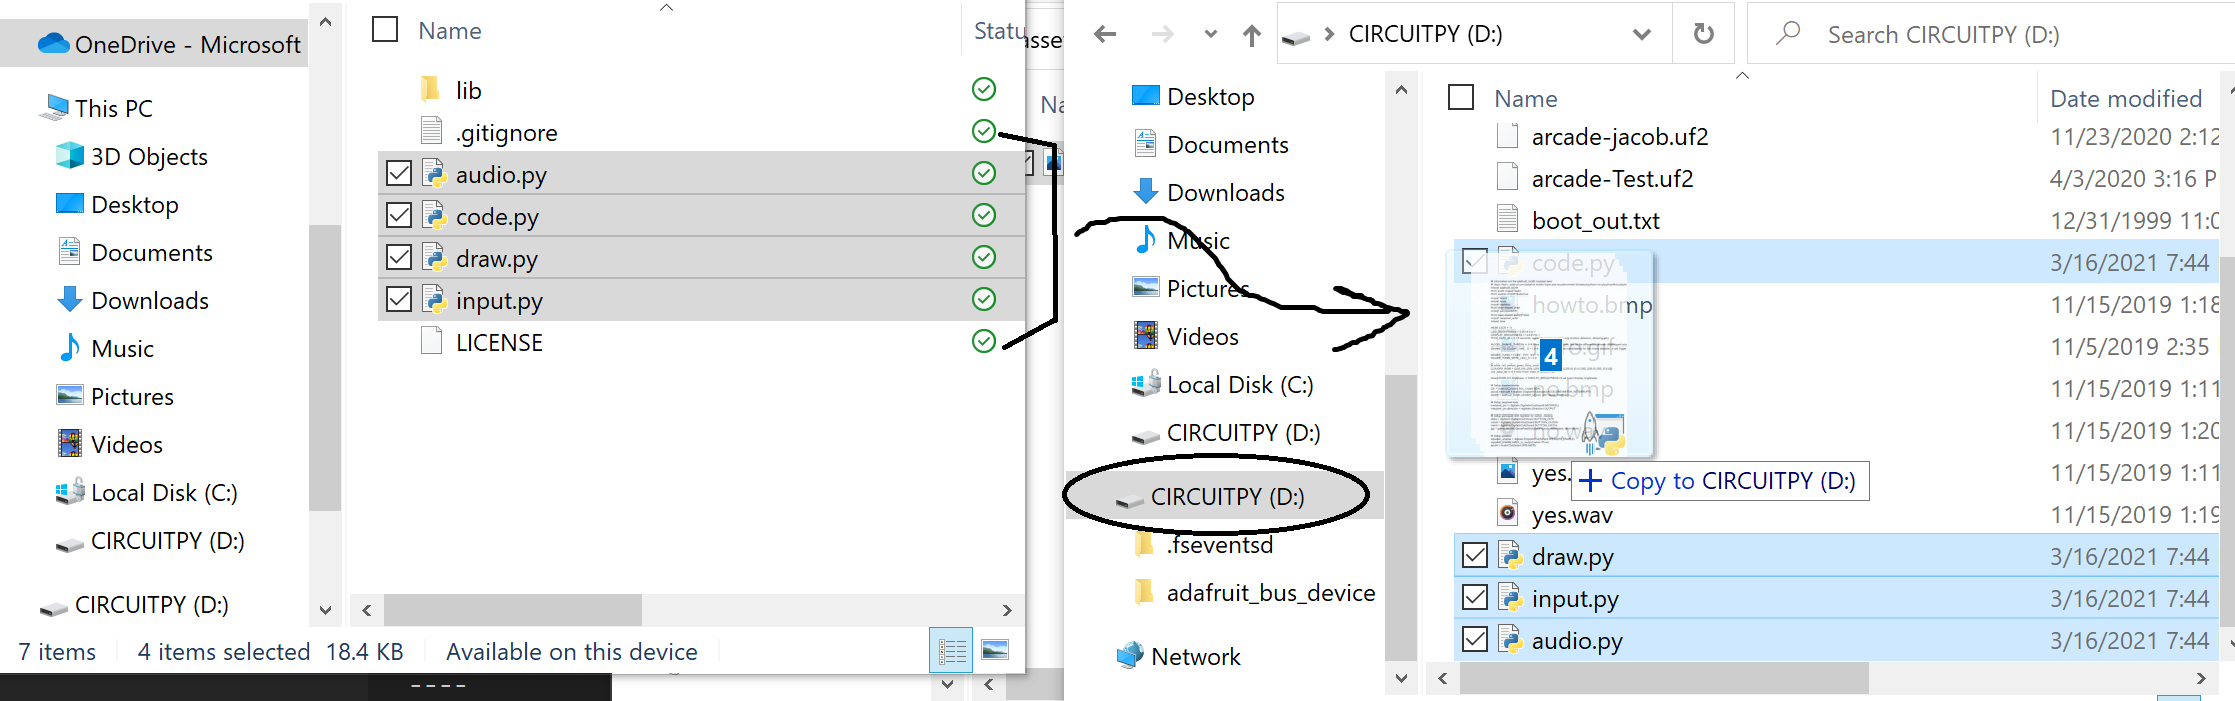 OneDrive - Microsoft
This PC
3D Objects
Desktop
Documents
Downloads
Music
Pictures
Videos
Local Disk (C:)
CIRCUITPY (D:)
CIRCUITPY (D:)
Name
Statu
lib
.gitignore
audio.py
code.py
draw.py
input.py
LICENSE
7 items
4 items selected 18.4 KB
Available on this device
----
asse
Na
CIRCUITPY (D:)
Search CIRCUITPY (D:)
Desktop
Documents
Downloads
Music
Pictures
Videos
Local Disk (C:)
CIRCUITPY (D:)
CIRCUITPY (D:)
.fseventsd
adafruit_bus_device
Network
Name
Date modified
arcade-jacob.uf2
11/23/2020 2:12
arcade-Test.uf2
4/3/2020 3:16 P
boot_out.txt
12/31/1999 11:0
code.py
3/16/2021 7:44
howto.bmp
11/15/2019 1:18
4
o.gif
11/5/2019 2:35
no.bmp
11/15/2019 1:11
no.wa
11/15/2019 1:20
yes.
11/15/2019 1:11
+ Copy to CIRCUITPY (D:)
yes.wav
11/15/2019 1:19
draw.py
3/16/2021 7:44
input.py
3/16/2021 7:44
audio.py
3/16/2021 7:44